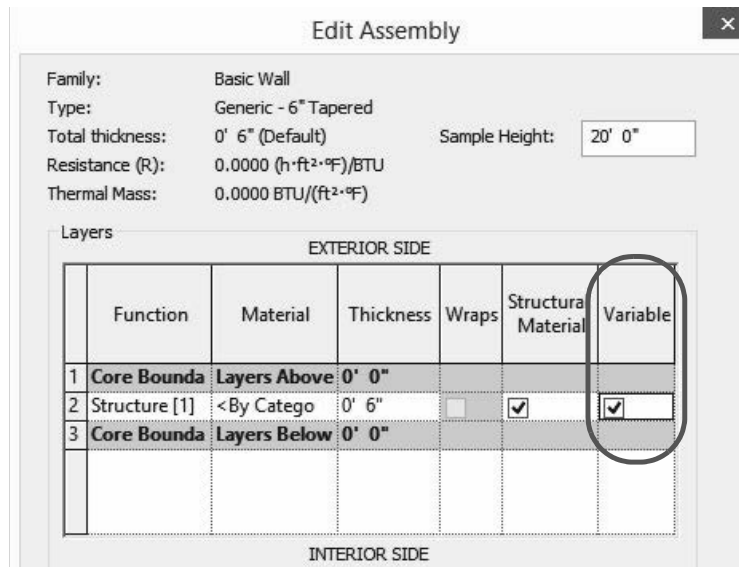 Edit Assembly
Family: Basic Wall
Type: Generic - 6" Tapered
Total thickness: 0' 6" (Default) Sample Height: 20' 0"
Resistance (R): 0.0000 (h·ft²·ºF)/BTU
Thermal Mass: 0.0000 BTU/(ft²·ºF)
Layers
EXTERIOR SIDE
Function Material Thickness Wraps Structural Material Variable
1 Core Bounda Layers Above 0' 0"
2 Structure [1] <By Catego 0' 6"
3 Core Bounda Layers Below 0' 0"
INTERIOR SIDE